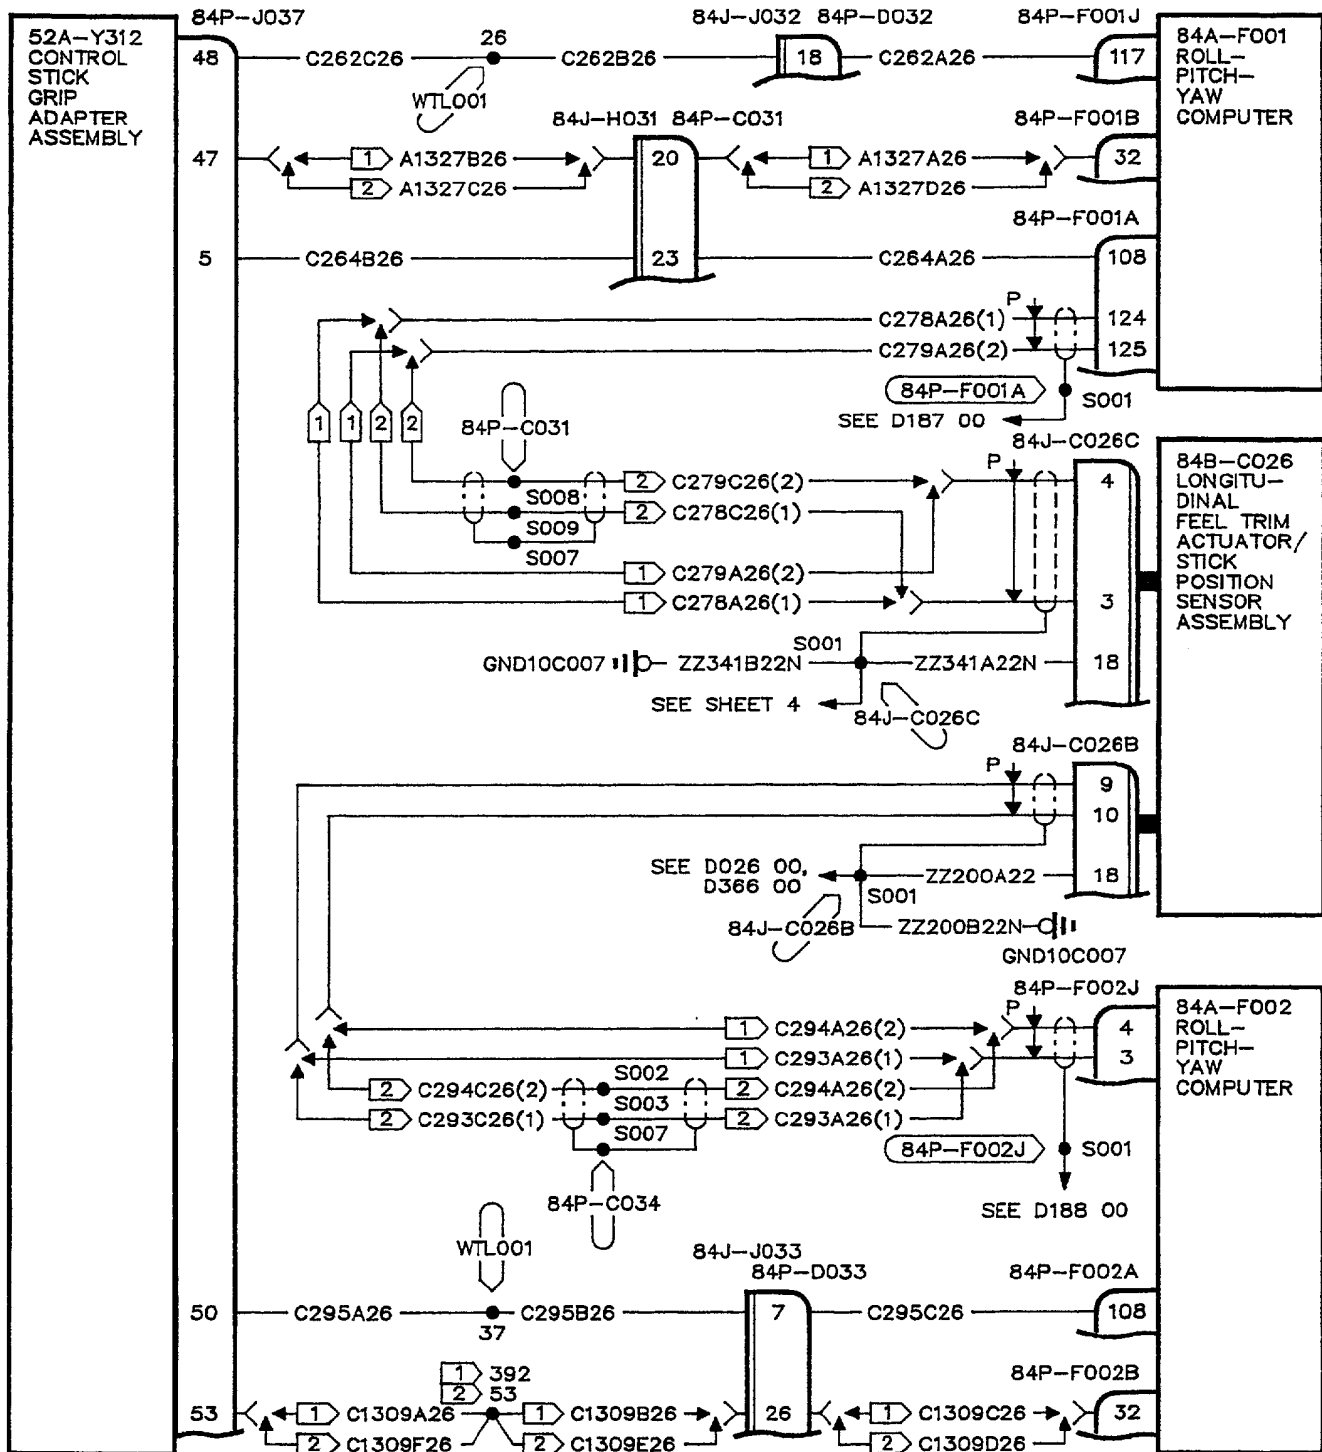 84P-J037
84J-J032 84P-D032
84P-F001J
52A-Y312
CONTROL
STICK
GRIP
ADAPTER
ASSEMBLY
84A-F001
ROLL-
PITCH-
YAW
COMPUTER
48 C262C26 26 C262B26 18 C262A26 117
WTL001
84J-H031 84P-C031
84P-F001B
47 1 A1327B26 20 1 A1327A26 32
2 A1327C26 2 A1327D26
84P-F001A
5 C264B26 23 C264A26 108
P
C278A26(1) 124
C279A26(2) 125
84P-F001A S001
SEE D187 00
1 1 2 2
84P-C031
84J-C026C
84B-C026
LONGITU-
DINAL
FEEL TRIM
ACTUATOR/
STICK
POSITION
SENSOR
ASSEMBLY
P
2 C279C26(2) 4
S008
2 C278C26(1)
S009
S007
1 C279A26(2)
1 C278A26(1) 3
S001
GND10C007 ZZ341B22N ZZ341A22N 18
SEE SHEET 4
84J-C026C
84J-C026B
P
9
10
SEE D026 00,
D366 00
ZZ200A22 18
S001
84J-C026B ZZ200B22N
GND10C007
84P-F002J
84A-F002
ROLL-
PITCH-
YAW
COMPUTER
P
1 C294A26(2) 4
1 C293A26(1) 3
S002
2 C294C26(2) 2 C294A26(2)
S003
2 C293C26(1) 2 C293A26(1)
S007
84P-F002J S001
84P-C034
SEE D188 00
WTL001
84J-J033
84P-D033
84P-F002A
50 C295A26 C295B26 7 C295C26 108
37
1 392
2 53
84P-F002B
53 1 C1309A26 1 C1309B26 26 1 C1309C26 32
2 C1309F26 2 C1309E26 2 C1309D26